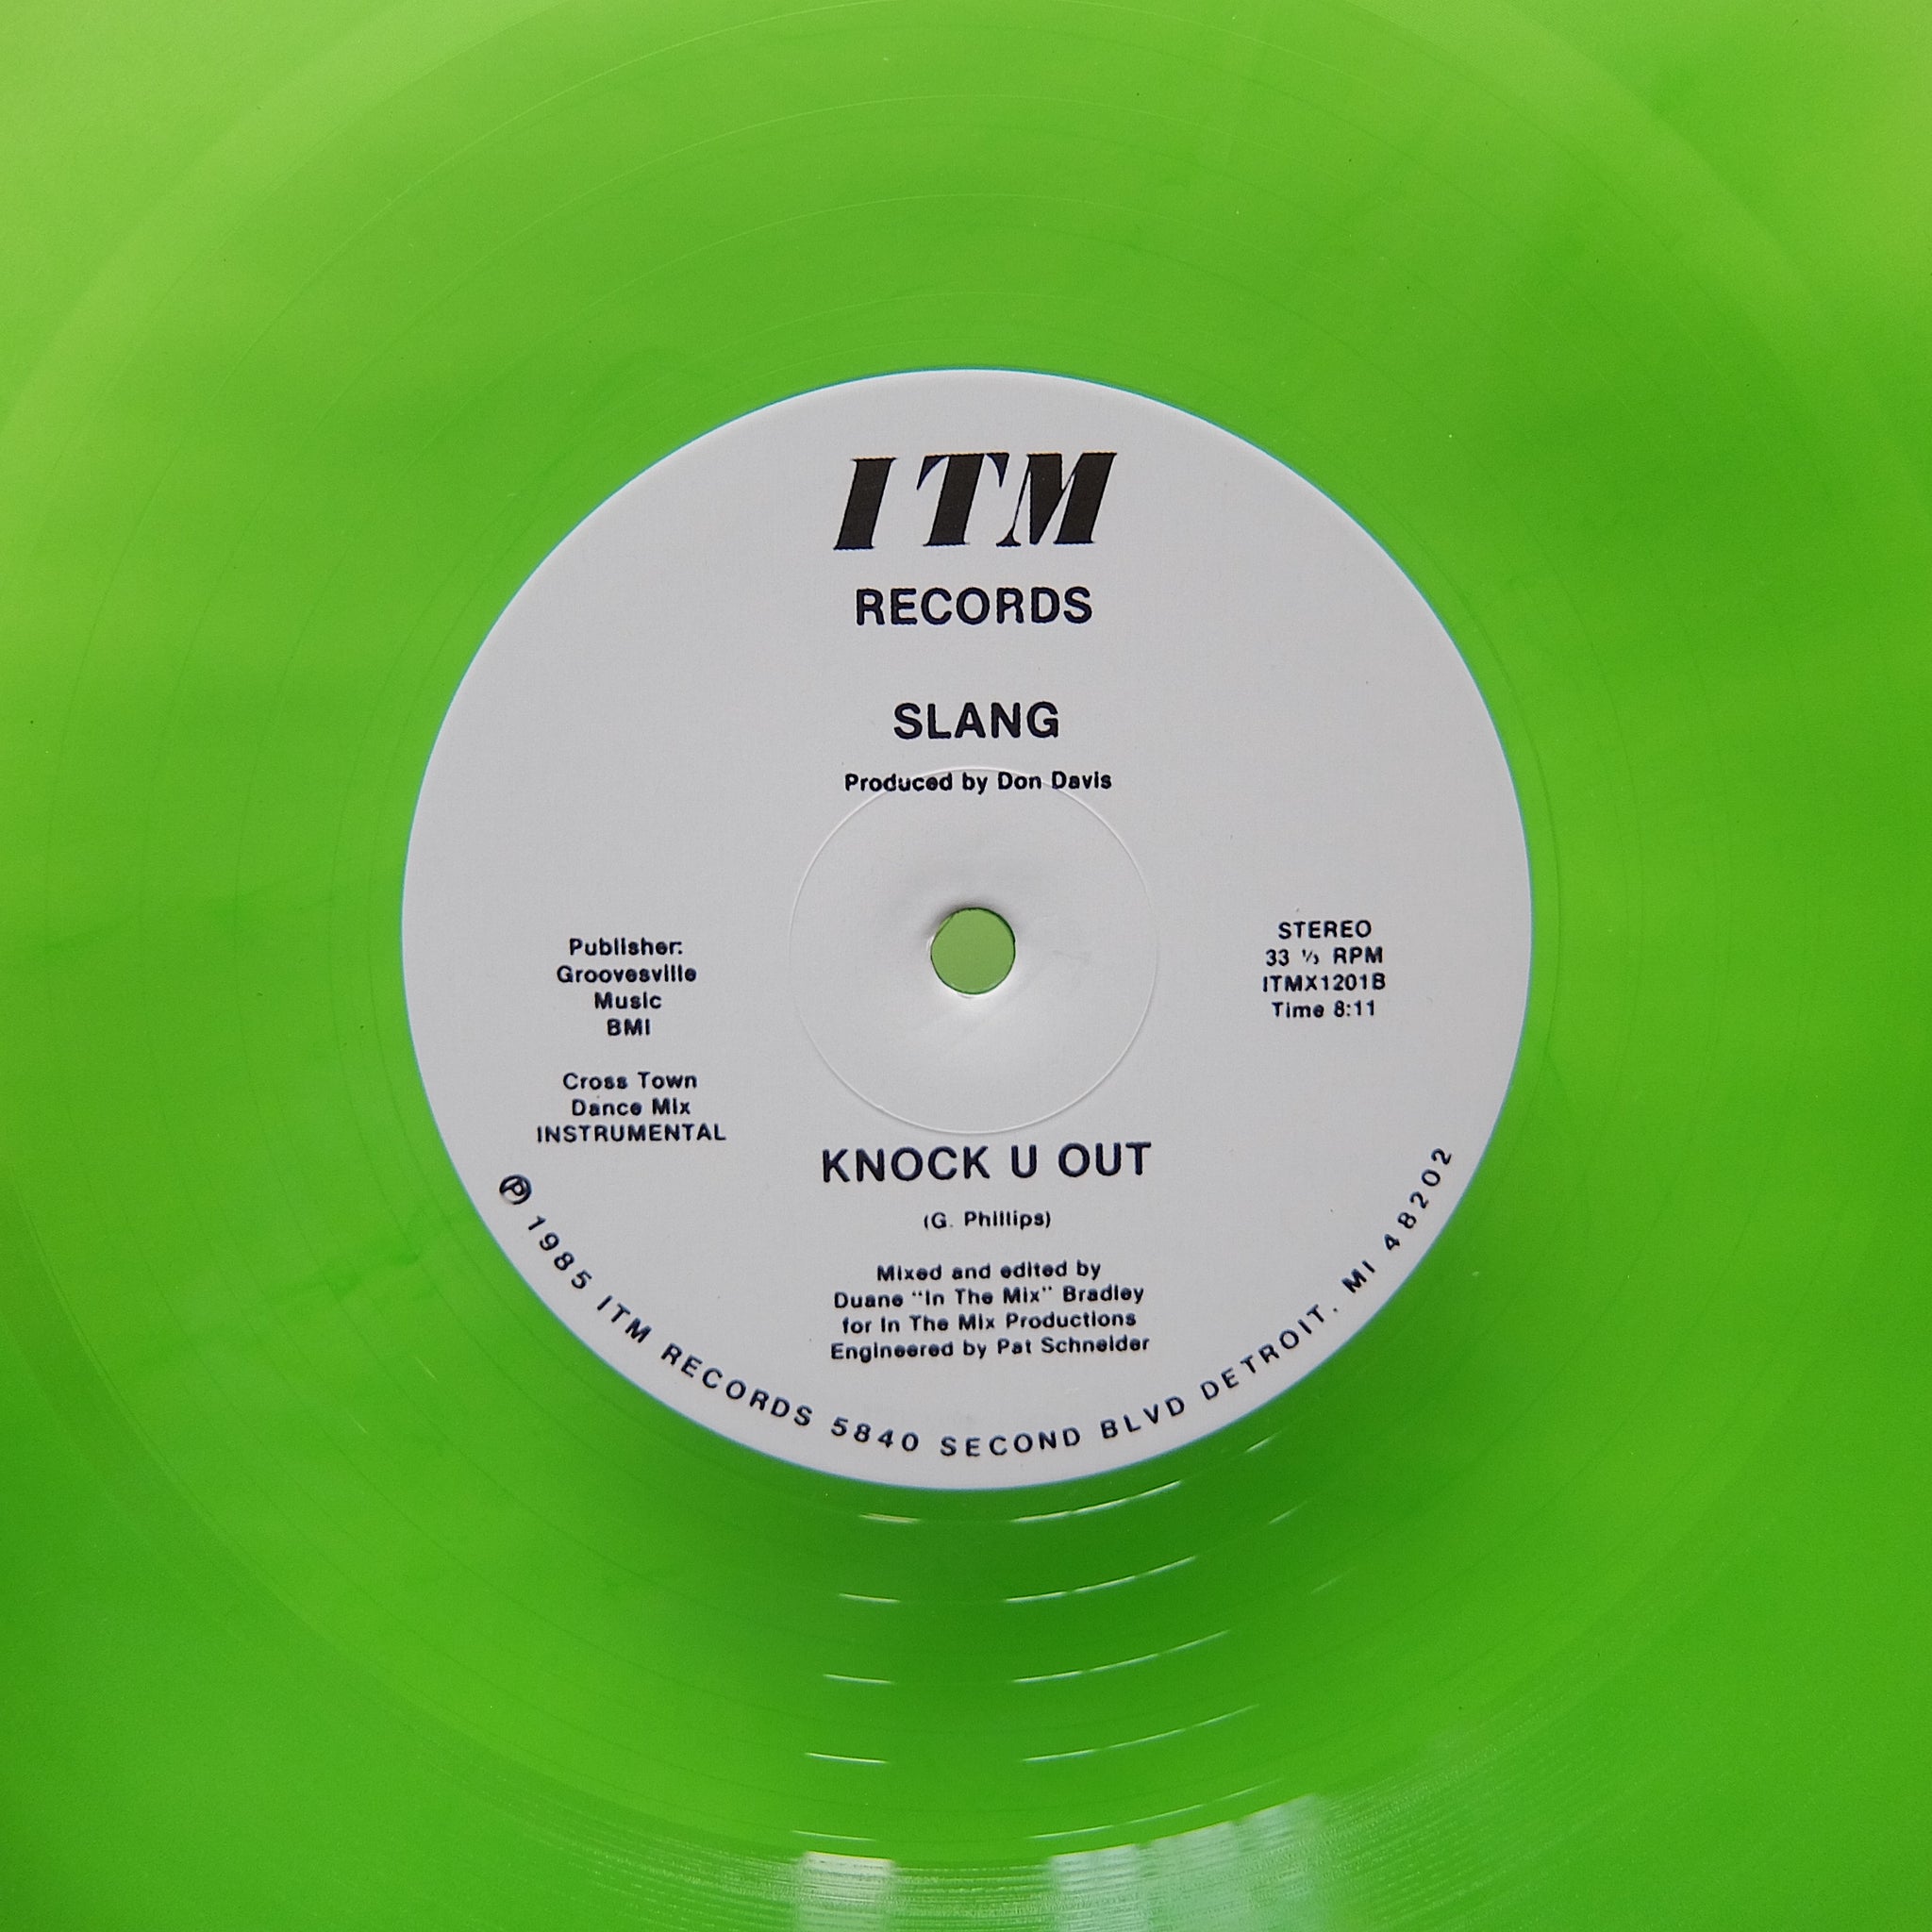 ITM
RECORDS
SLANG
Produced by Don Davis
Publisher:
Groovesville
Music
BMI
Cross Town
Dance Mix
INSTRUMENTAL
STEREO
33 ⅓ RPM
ITMX1201B
Time 8:11
KNOCK U OUT
(G. Phillips)
Mixed and edited by
Duane "In The Mix" Bradley
for In The Mix Productions
Engineered by Pat Schneider
℗ 1985 ITM RECORDS 5840 SECOND BLVD DETROIT, MI 48202